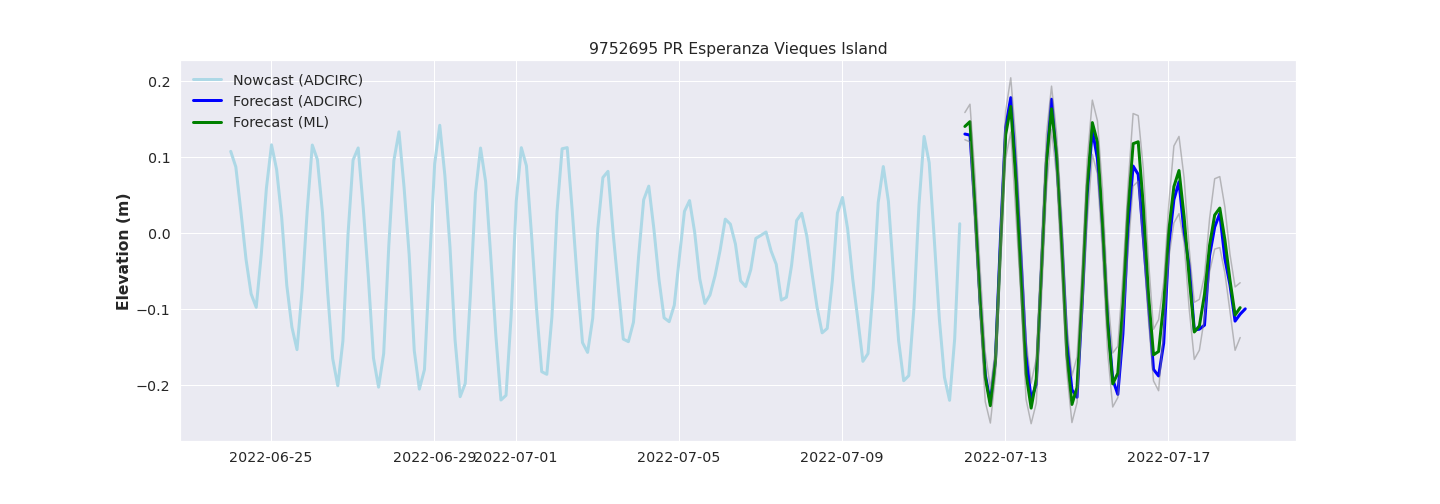 9752695 PR Esperanza Vieques Island
Nowcast (ADCIRC)
Forecast (ADCIRC)
Forecast (ML)
Elevation (m)
0.2
0.1
0.0
−0.1
−0.2
2022-06-25
2022-06-29
2022-07-01
2022-07-05
2022-07-09
2022-07-13
2022-07-17